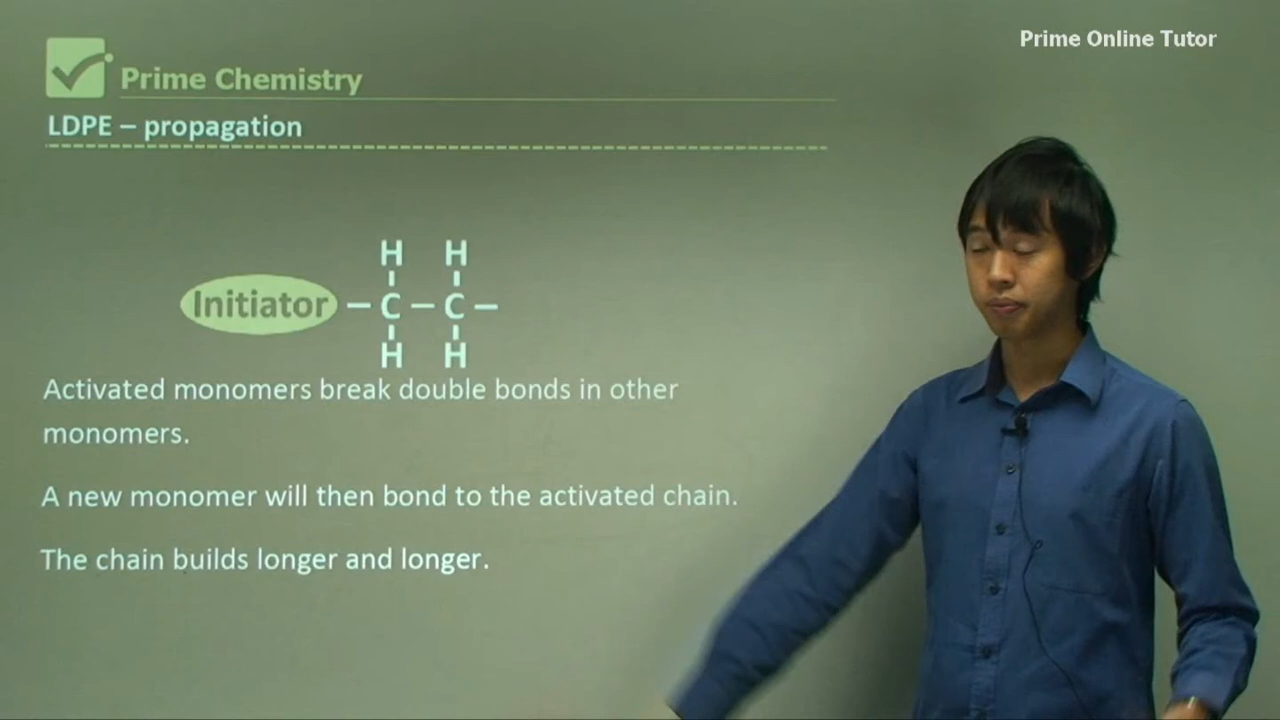 Prime Online Tutor
Prime Chemistry
LDPE – propagation
H H
Initiator – C – C –
H H
Activated monomers break double bonds in other
monomers.
A new monomer will then bond to the activated chain.
The chain builds longer and longer.